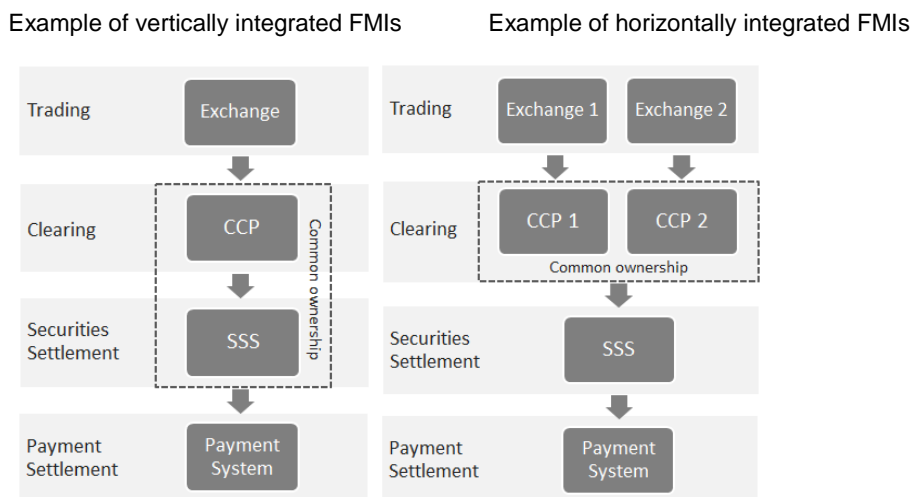 Example of vertically integrated FMIs
Trading
Exchange
Clearing
CCP
Common ownership
Securities
Settlement
SSS
Payment
Settlement
Payment
System
Example of horizontally integrated FMIs
Trading
Exchange 1
Exchange 2
Clearing
CCP 1
CCP 2
Common ownership
Securities
Settlement
SSS
Payment
Settlement
Payment
System